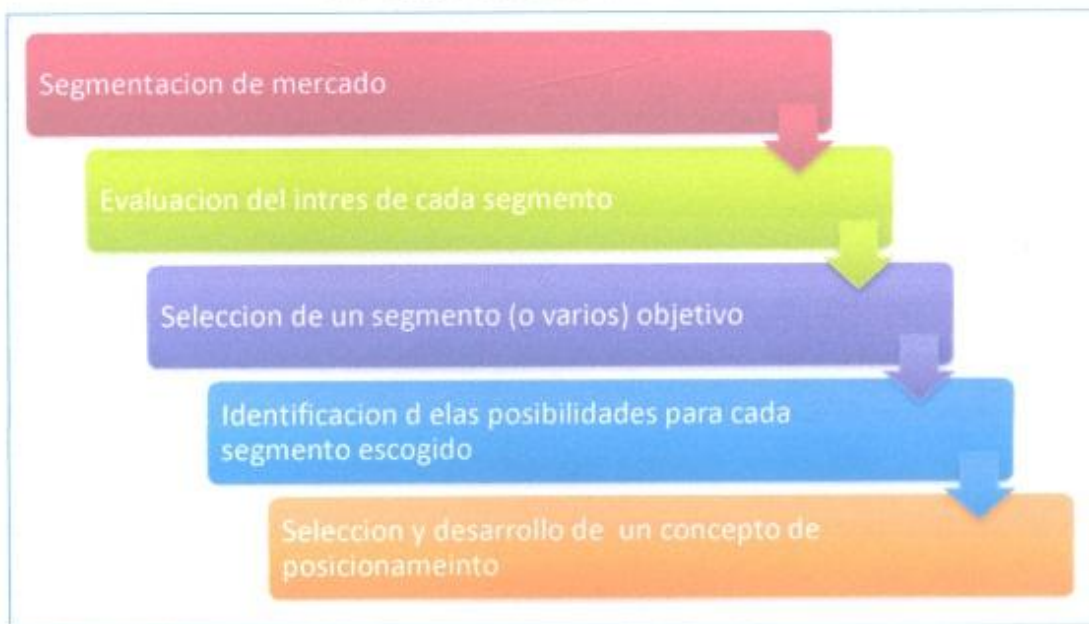 Segmentacion de mercado
Evaluacion del intres de cada segmento
Seleccion de un segmento (o varios) objetivo
Identificacion d elas posibilidades para cada
segmento escogido
Seleccion y desarrollo de un concepto de
posicionameinto